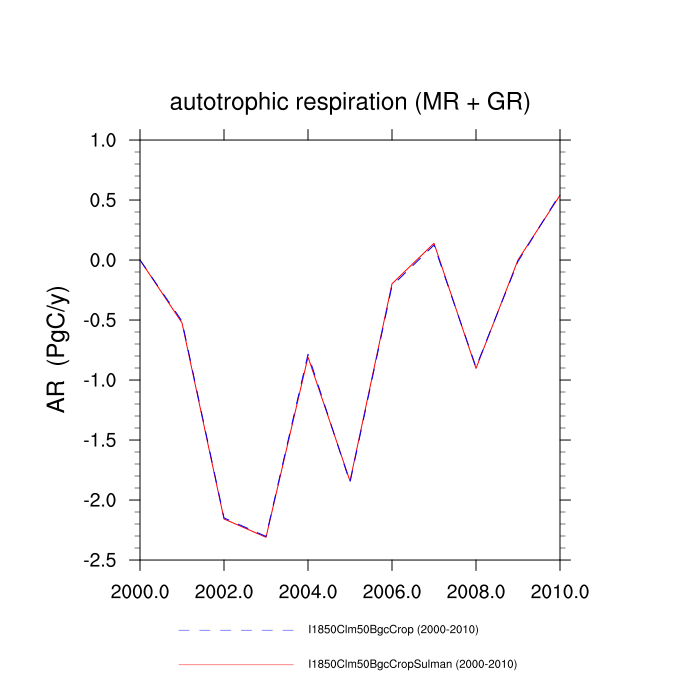 autotrophic respiration (MR + GR)
1.0
0.5
0.0
-0.5
-1.0
-1.5
-2.0
-2.5
AR (PgC/y)
2000.0 2002.0 2004.0 2006.0 2008.0 2010.0
I1850Clm50BgcCrop (2000-2010)
I1850Clm50BgcCropSulman (2000-2010)